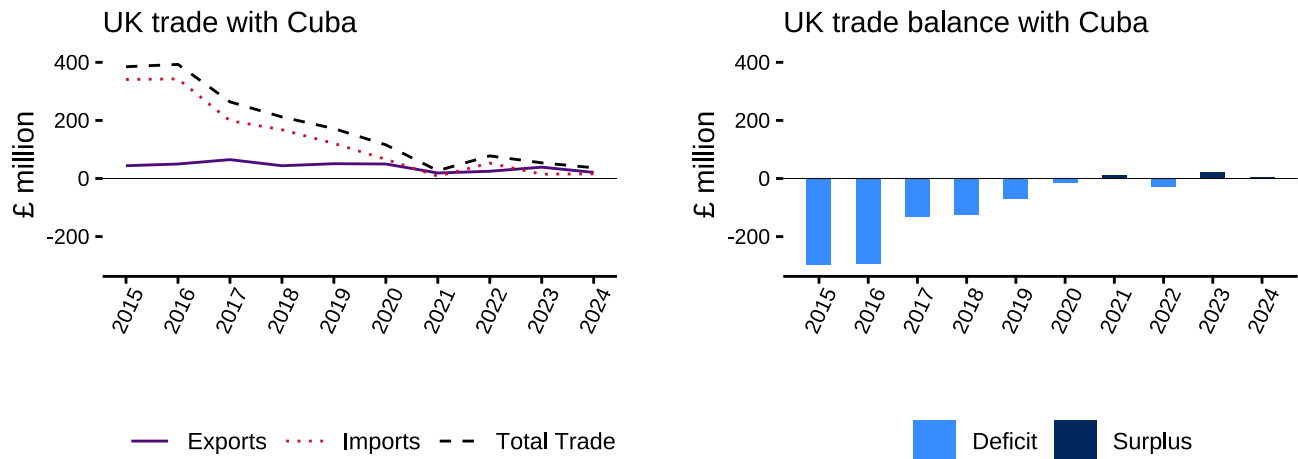 UK trade with Cuba
£ million
400
200
0
-200
2015 2016 2017 2018 2019 2020 2021 2022 2023 2024
Exports Imports Total Trade
UK trade balance with Cuba
£ million
400
200
0
-200
2015 2016 2017 2018 2019 2020 2021 2022 2023 2024
Deficit Surplus